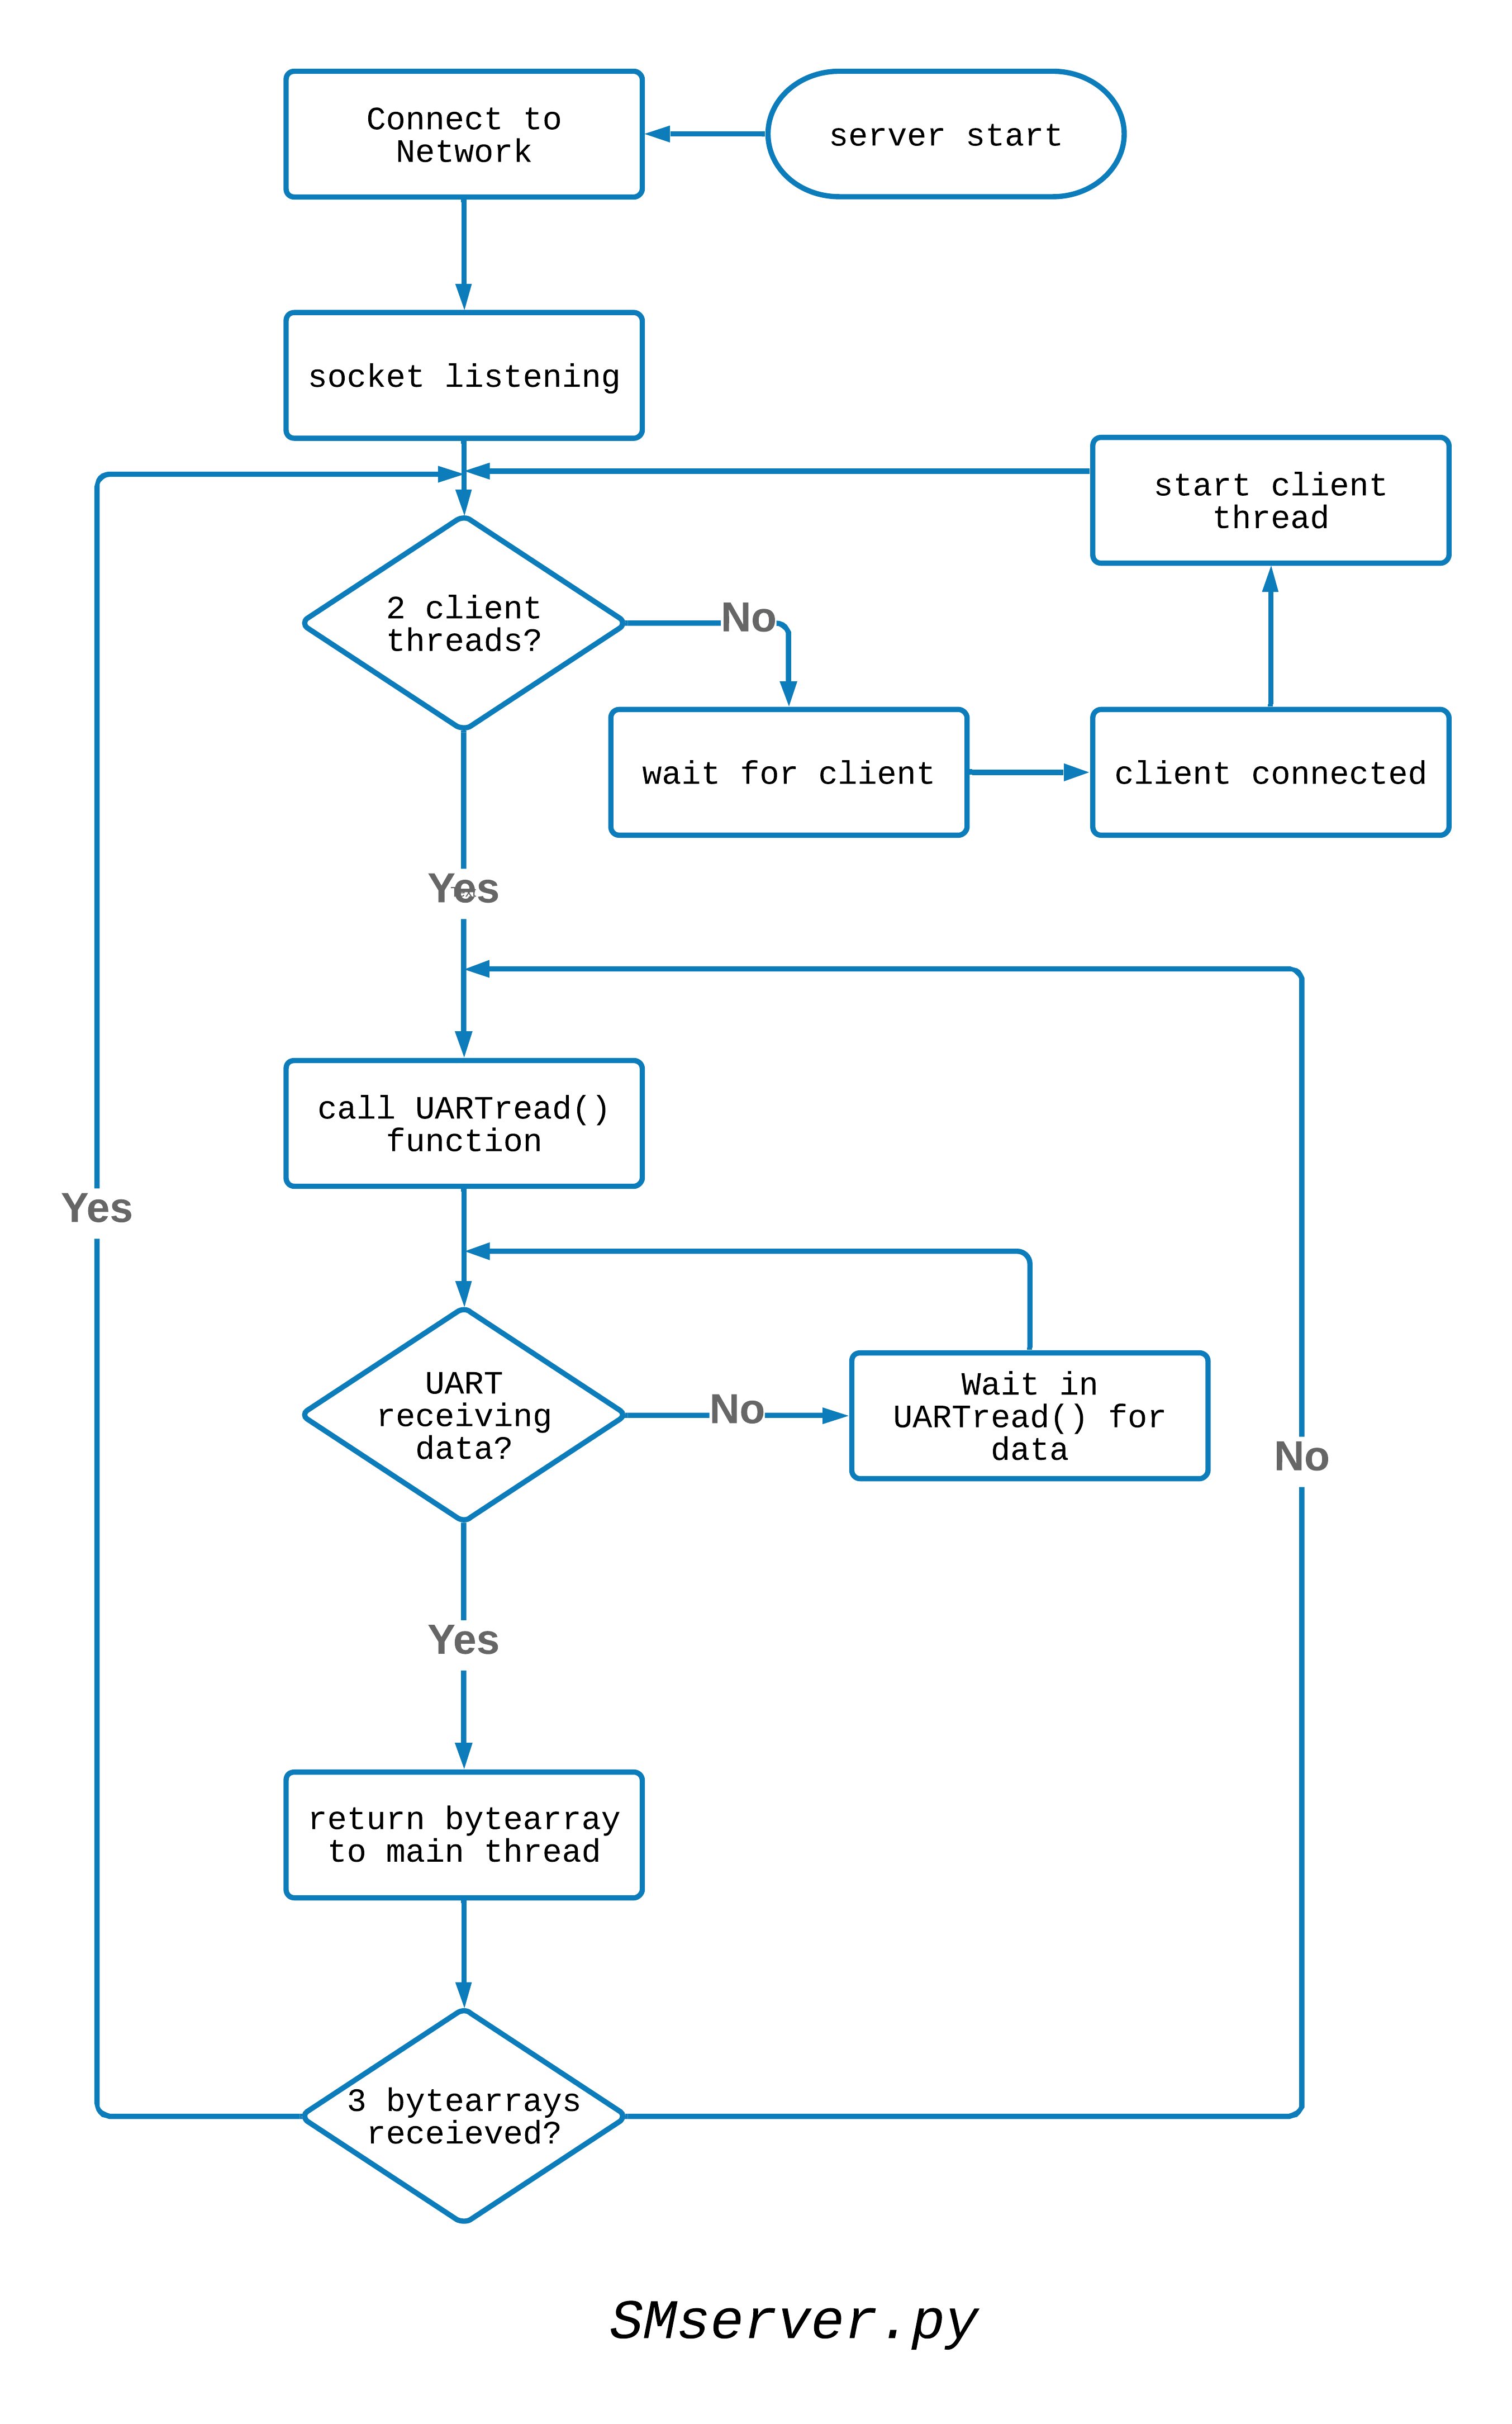 server start
Connect to
Network
socket listening
start client
thread
2 client
threads?
No
wait for client
client connected
Yes
call UARTread()
function
Yes
UART
receiving
data?
No
Wait in
UARTread() for
data
No
Yes
return bytearray
to main thread
3 bytearrays
receieved?
SMserver.py